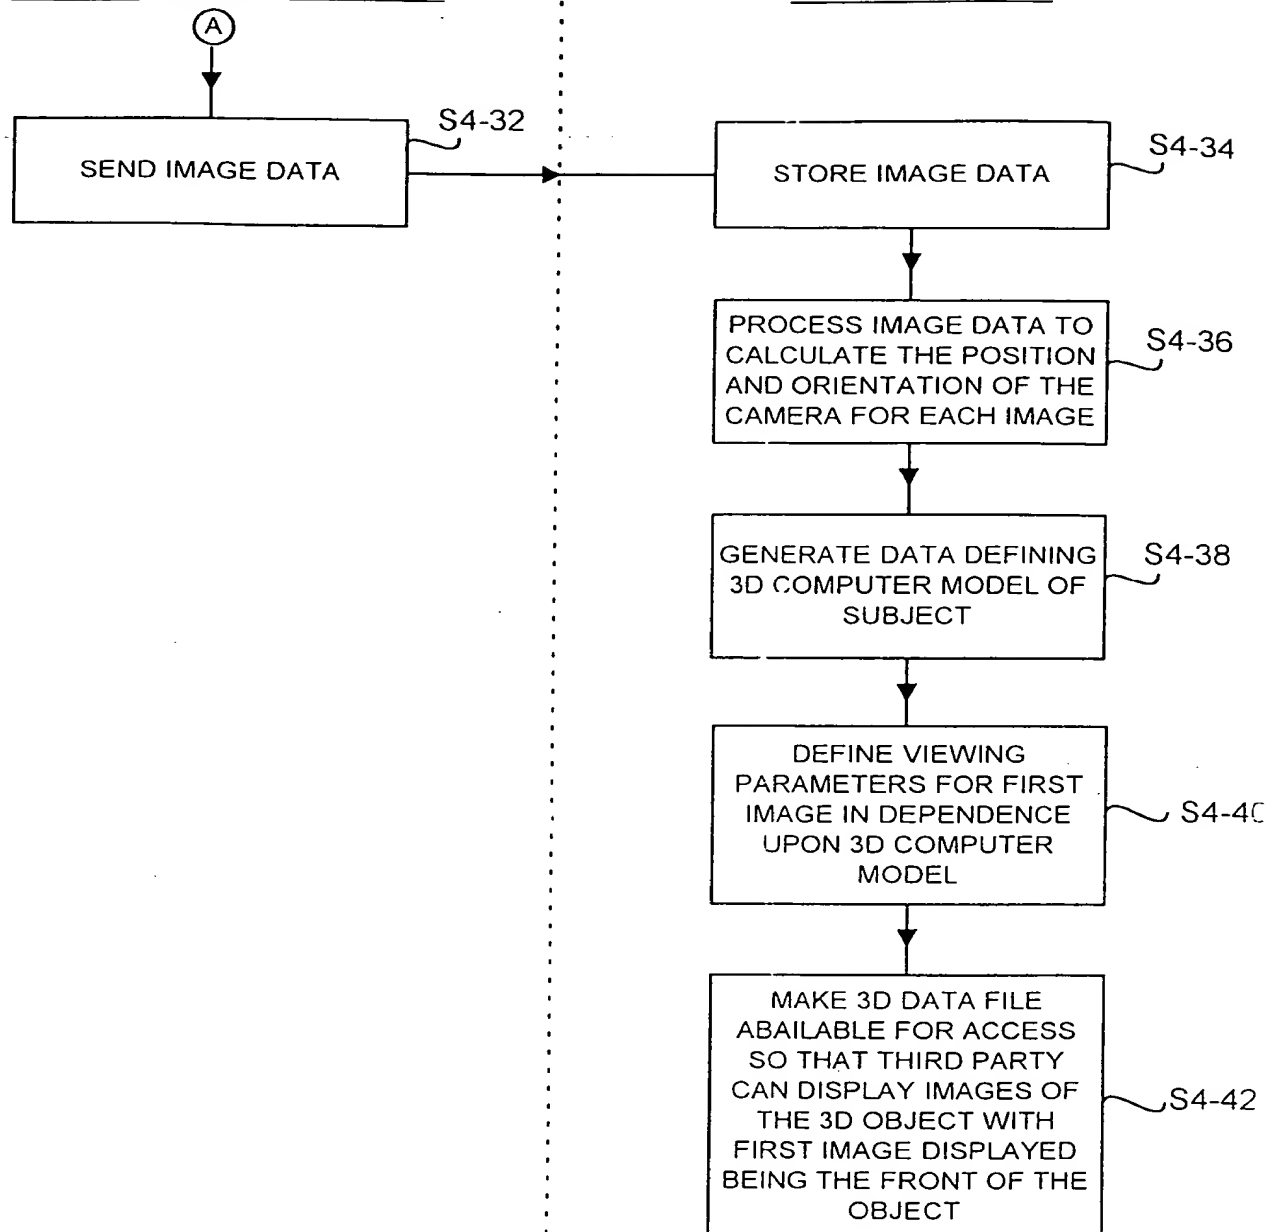 A
SEND IMAGE DATA
S4-32
STORE IMAGE DATA
S4-34
PROCESS IMAGE DATA TO
CALCULATE THE POSITION
AND ORIENTATION OF THE
CAMERA FOR EACH IMAGE
S4-36
GENERATE DATA DEFINING
3D COMPUTER MODEL OF
SUBJECT
S4-38
DEFINE VIEWING
PARAMETERS FOR FIRST
IMAGE IN DEPENDENCE
UPON 3D COMPUTER
MODEL
S4-40
MAKE 3D DATA FILE
ABAILABLE FOR ACCESS
SO THAT THIRD PARTY
CAN DISPLAY IMAGES OF
THE 3D OBJECT WITH
FIRST IMAGE DISPLAYED
BEING THE FRONT OF THE
OBJECT
S4-42